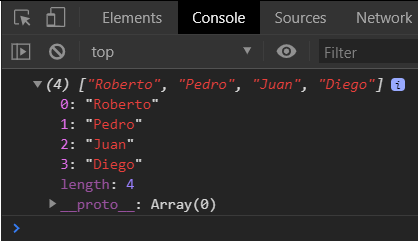 Elements Console Sources Network
top Filter
(4) ["Roberto", "Pedro", "Juan", "Diego"] i
0: "Roberto"
1: "Pedro"
2: "Juan"
3: "Diego"
length: 4
__proto__: Array(0)